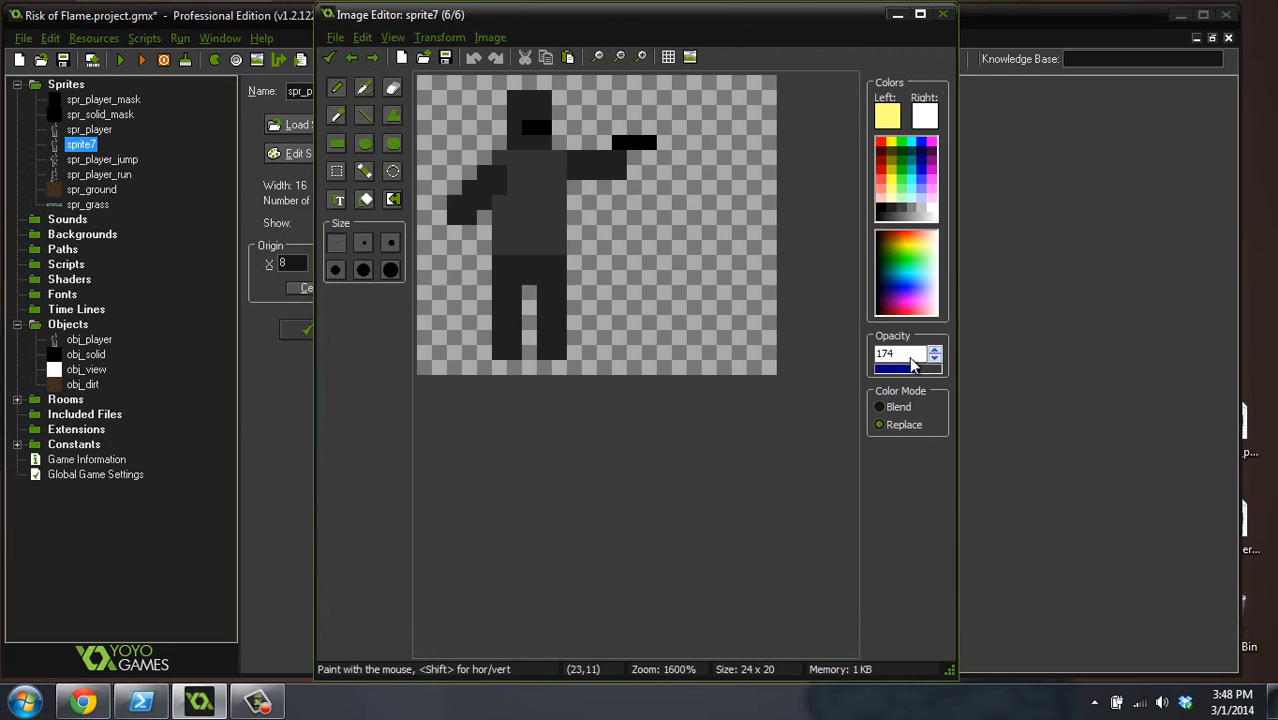 Risk of Flame.project.gmx* - Professional Edition (v1.2.122
Image Editor: sprite7 (6/6)
File Edit Resources Scripts Run Window Help
File Edit View Transform Image
Knowledge Base:
Sprites
spr_player_mask
spr_solid_mask
spr_player
sprite7
spr_player_jump
spr_player_run
spr_ground
spr_grass
Sounds
Backgrounds
Paths
Scripts
Shaders
Fonts
Time Lines
Objects
obj_player
obj_solid
obj_view
obj_dirt
Rooms
Included Files
Extensions
Constants
Game Information
Global Game Settings
Name: spr_p
Load S
Edit S
Width: 16
Number of
Show:
Origin
X 8
Ce
Size
Colors
Left: Right:
Opacity
174
Color Mode
Blend
Replace
Paint with the mouse, <Shift> for hor/vert (23,11) Zoom: 1600% Size: 24 x 20 Memory: 1 KB
YOYO
GAMES
p...
er...
Bin
3:48 PM
3/1/2014